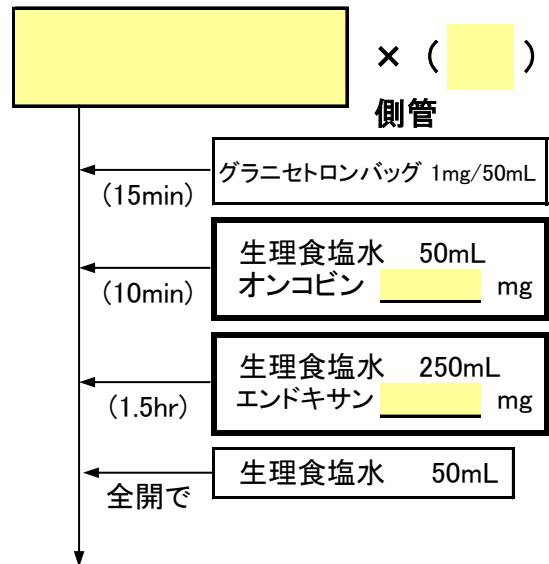 × ( )
側管
グラニセトロンバッグ 1mg/50mL
(15min)
生理食塩水 50mL
オンコビン mg
(10min)
生理食塩水 250mL
エンドキサン mg
(1.5hr)
生理食塩水 50mL
全開で